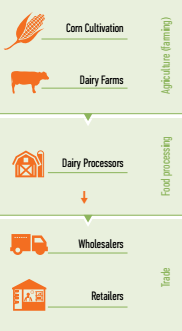 Corn Cultivation
Agriculture (farming)
Dairy Farms
Dairy Processors
Food processing
Wholesalers
Trade
Retailers